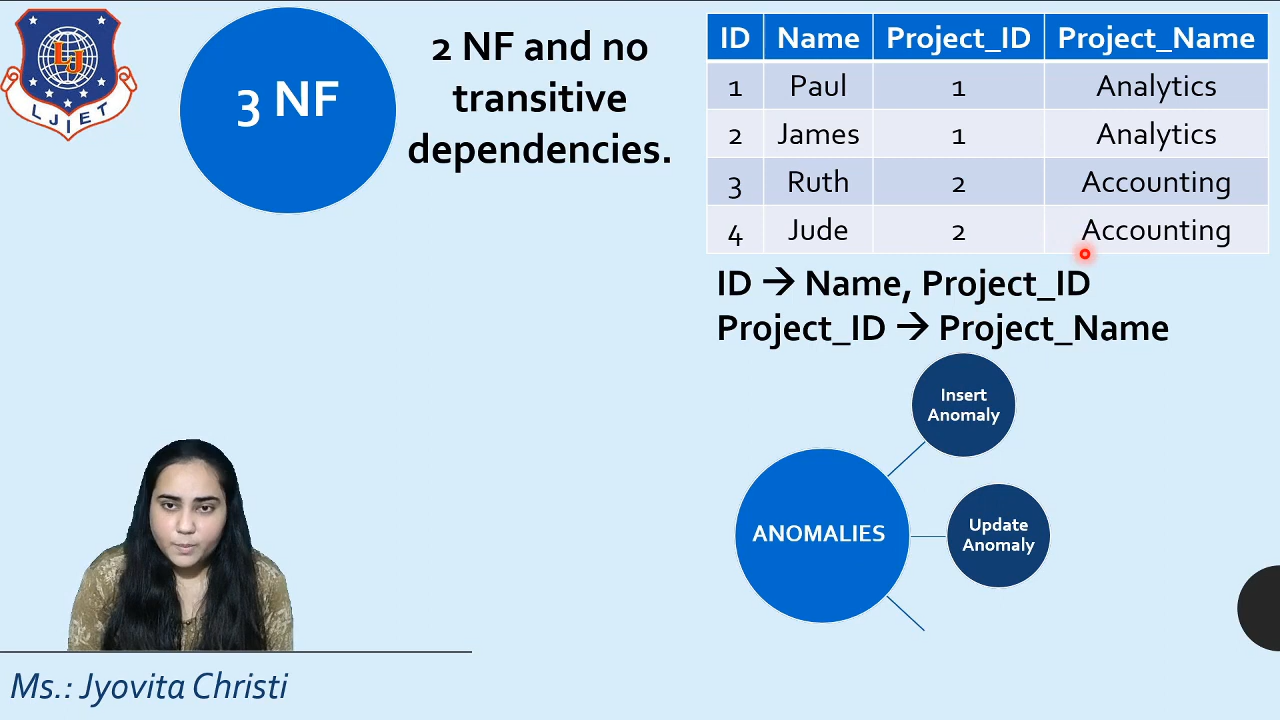 LJ
LJIET
3 NF
2 NF and no
transitive
dependencies.
ID Name Project_ID Project_Name
1 Paul 1 Analytics
2 James 1 Analytics
3 Ruth 2 Accounting
4 Jude 2 Accounting
ID → Name, Project_ID
Project_ID → Project_Name
Insert
Anomaly
ANOMALIES
Update
Anomaly
Ms.: Jyovita Christi